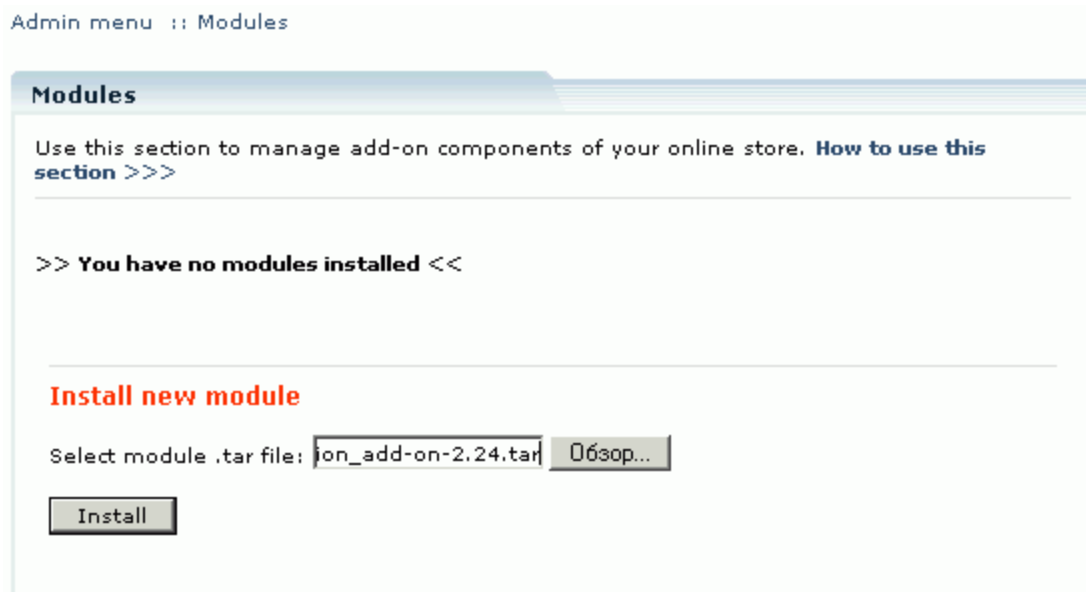 Admin menu :: Modules
Modules
Use this section to manage add-on components of your online store. How to use this
section >>>
>> You have no modules installed <<
Install new module
Select module .tar file: ion_add-on-2.24.tar Обзор...
Install